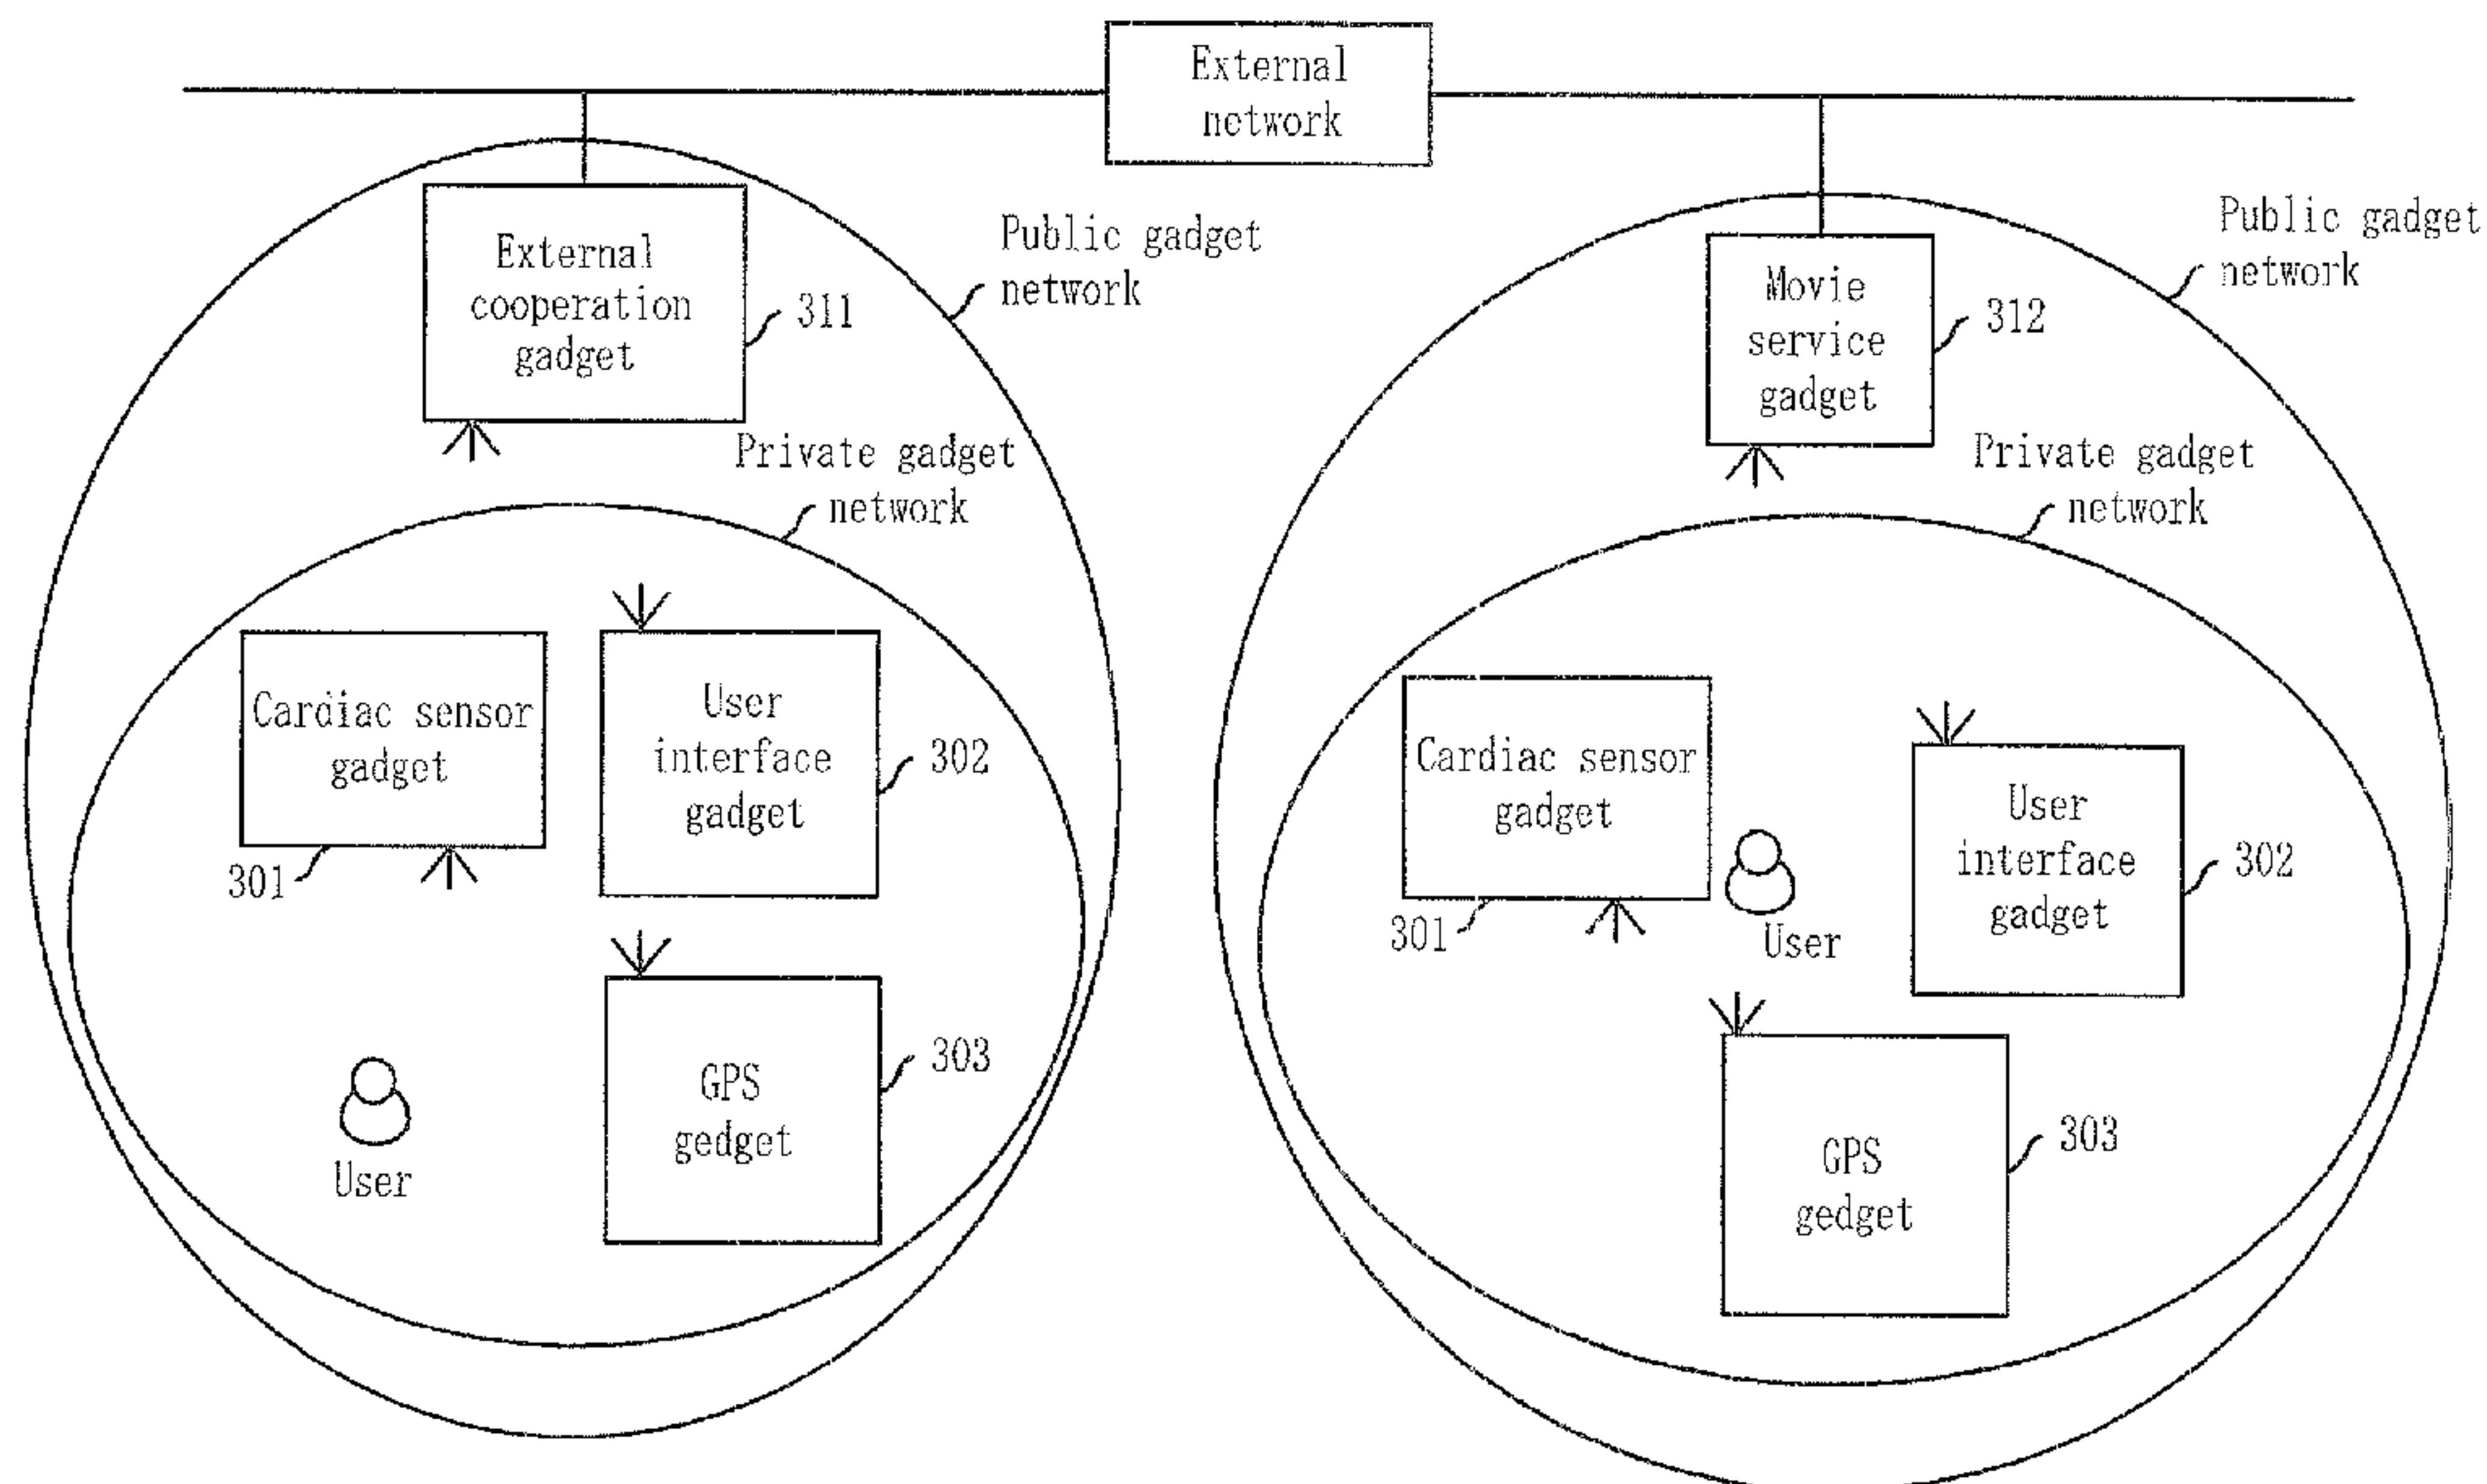 External
network
External
cooperation
gadget
311
Public gadget
network
Private gadget
network
Cardiac sensor
gadget
301
User
interface
gadget
302
GPS
gedget
303
User
Movie
service
gadget
312
Public gadget
network
Private gadget
network
Cardiac sensor
gadget
301
User
User
interface
gadget
302
GPS
gedget
303